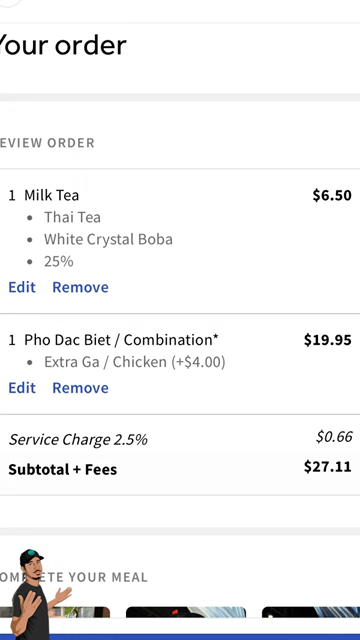 Your order
EVIEW ORDER
1 Milk Tea $6.50
Thai Tea
White Crystal Boba
25%
Edit Remove
1 Pho Dac Biet / Combination* $19.95
Extra Ga / Chicken (+$4.00)
Edit Remove
Service Charge 2.5% $0.66
Subtotal + Fees $27.11
OMPLETE YOUR MEAL